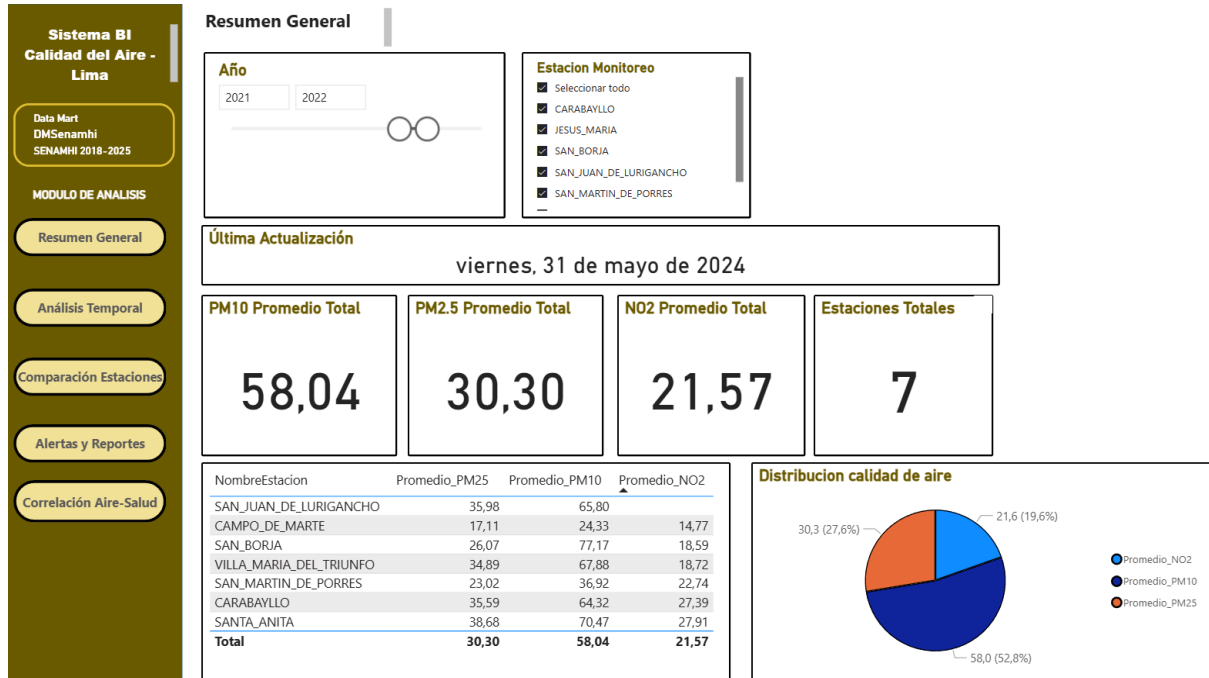 Sistema BI
Calidad del Aire -
Lima
Data Mart
DMSenamhi
SENAMHI 2018-2025
MODULO DE ANALISIS
Resumen General
Análisis Temporal
Comparación Estaciones
Alertas y Reportes
Correlación Aire-Salud
Resumen General
Año
2021 2022
Estacion Monitoreo
Seleccionar todo
CARABAYLLO
JESUS_MARIA
SAN_BORJA
SAN_JUAN_DE_LURIGANCHO
SAN_MARTIN_DE_PORRES
Última Actualización
viernes, 31 de mayo de 2024
PM10 Promedio Total
58,04
PM2.5 Promedio Total
30,30
NO2 Promedio Total
21,57
Estaciones Totales
7
NombreEstacion Promedio_PM25 Promedio_PM10 Promedio_NO2
SAN_JUAN_DE_LURIGANCHO 35,98 65,80
CAMPO_DE_MARTE 17,11 24,33 14,77
SAN_BORJA 26,07 77,17 18,59
VILLA_MARIA_DEL_TRIUNFO 34,89 67,88 18,72
SAN_MARTIN_DE_PORRES 23,02 36,92 22,74
CARABAYLLO 35,59 64,32 27,39
SANTA_ANITA 38,68 70,47 27,91
Total 30,30 58,04 21,57
Distribucion calidad de aire
30,3 (27,6%)
21,6 (19,6%)
58,0 (52,8%)
Promedio_NO2
Promedio_PM10
Promedio_PM25